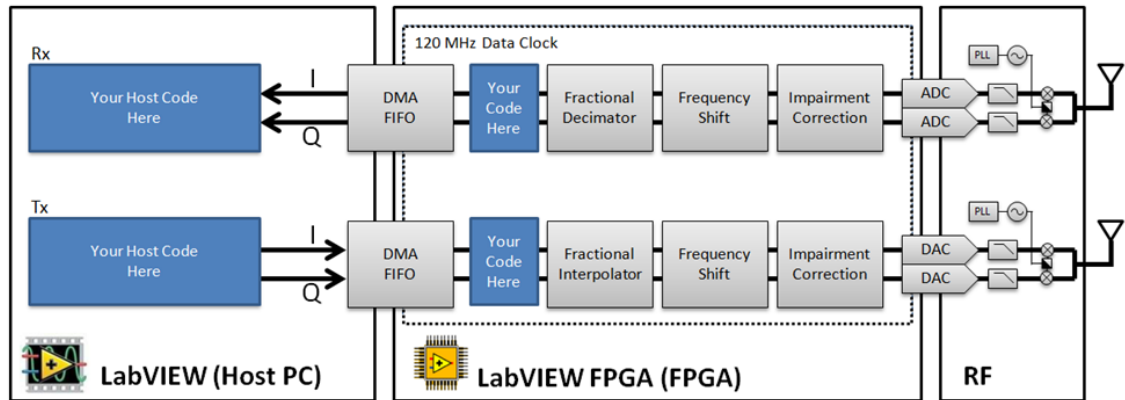 120 MHz Data Clock
Rx
Your Host Code
Here
I
Q
DMA
FIFO
Your
Code
Here
Fractional
Decimator
Frequency
Shift
Impairment
Correction
ADC
ADC
PLL
Tx
Your Host Code
Here
I
Q
DMA
FIFO
Your
Code
Here
Fractional
Interpolator
Frequency
Shift
Impairment
Correction
DAC
DAC
PLL
LabVIEW (Host PC)
LabVIEW FPGA (FPGA)
RF